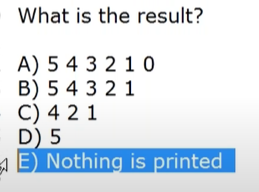 What is the result?
A) 5 4 3 2 1 0
B) 5 4 3 2 1
C) 4 2 1
D) 5
E) Nothing is printed